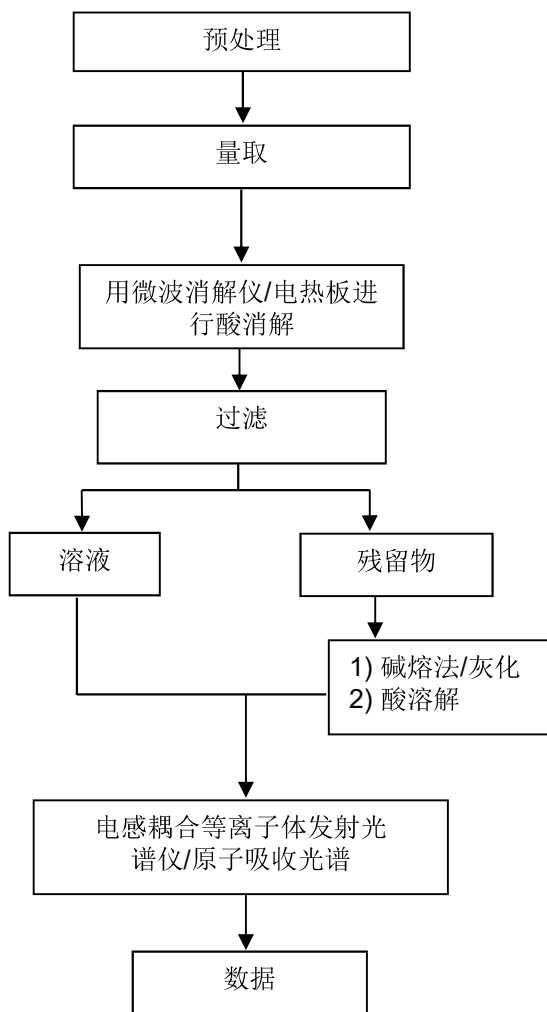 预处理
量取
用微波消解仪/电热板进
行酸消解
过滤
溶液
残留物
1) 碱熔法/灰化
2) 酸溶解
电感耦合等离子体发射光
谱仪/原子吸收光谱
数据